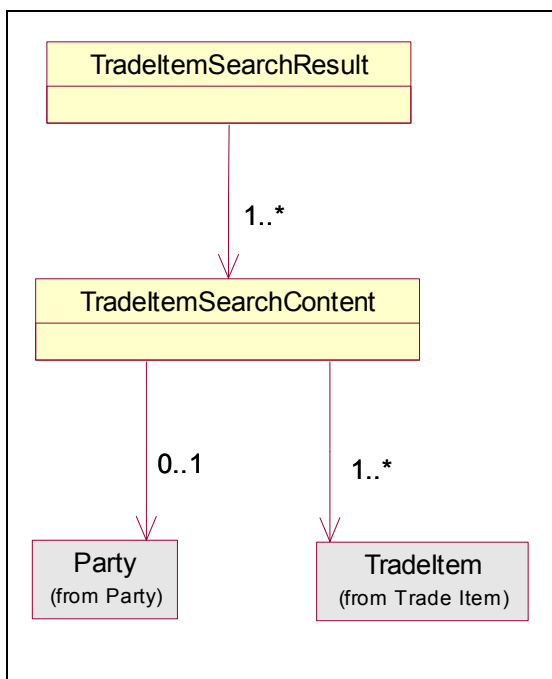 TradeItemSearchResult
1..*
TradeItemSearchContent
0..1
1..*
Party
(from Party)
TradeItem
(from Trade Item)